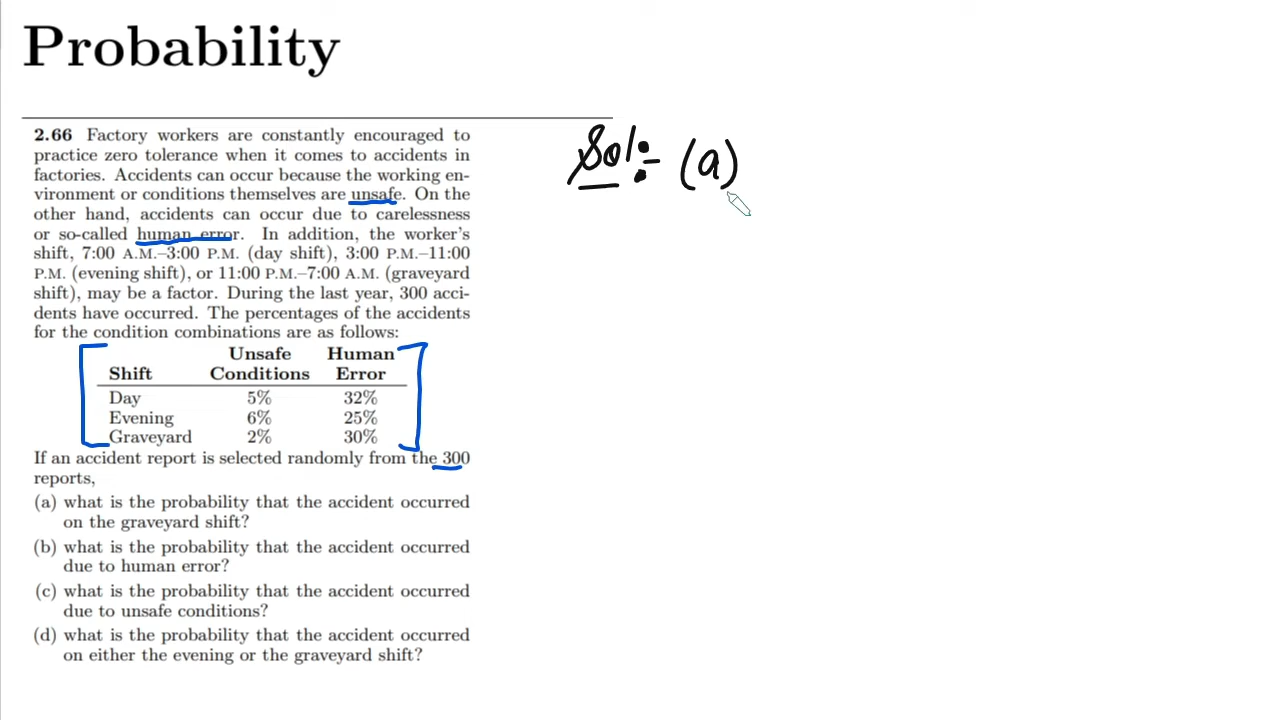 Probability
2.66 Factory workers are constantly encouraged to
practice zero tolerance when it comes to accidents in
factories. Accidents can occur because the working en-
vironment or conditions themselves are unsafe. On the
other hand, accidents can occur due to carelessness
or so-called human error. In addition, the worker's
shift, 7:00 A.M.–3:00 P.M. (day shift), 3:00 P.M.–11:00
P.M. (evening shift), or 11:00 P.M.–7:00 A.M. (graveyard
shift), may be a factor. During the last year, 300 acci-
dents have occurred. The percentages of the accidents
for the condition combinations are as follows:
Unsafe Human
Shift Conditions Error
Day 5% 32%
Evening 6% 25%
Graveyard 2% 30%
If an accident report is selected randomly from the 300
reports,
(a) what is the probability that the accident occurred
on the graveyard shift?
(b) what is the probability that the accident occurred
due to human error?
(c) what is the probability that the accident occurred
due to unsafe conditions?
(d) what is the probability that the accident occurred
on either the evening or the graveyard shift?
Sol:- (a)